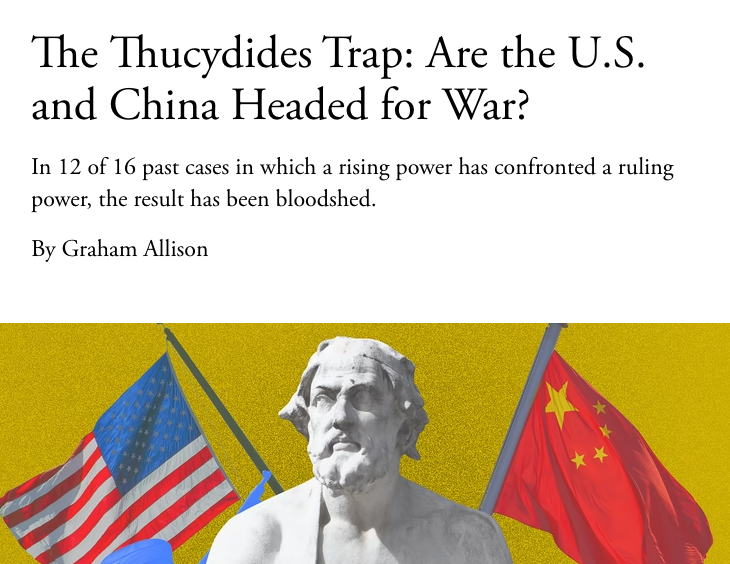 The Thucydides Trap: Are the U.S.
and China Headed for War?
In 12 of 16 past cases in which a rising power has confronted a ruling
power, the result has been bloodshed.
By Graham Allison